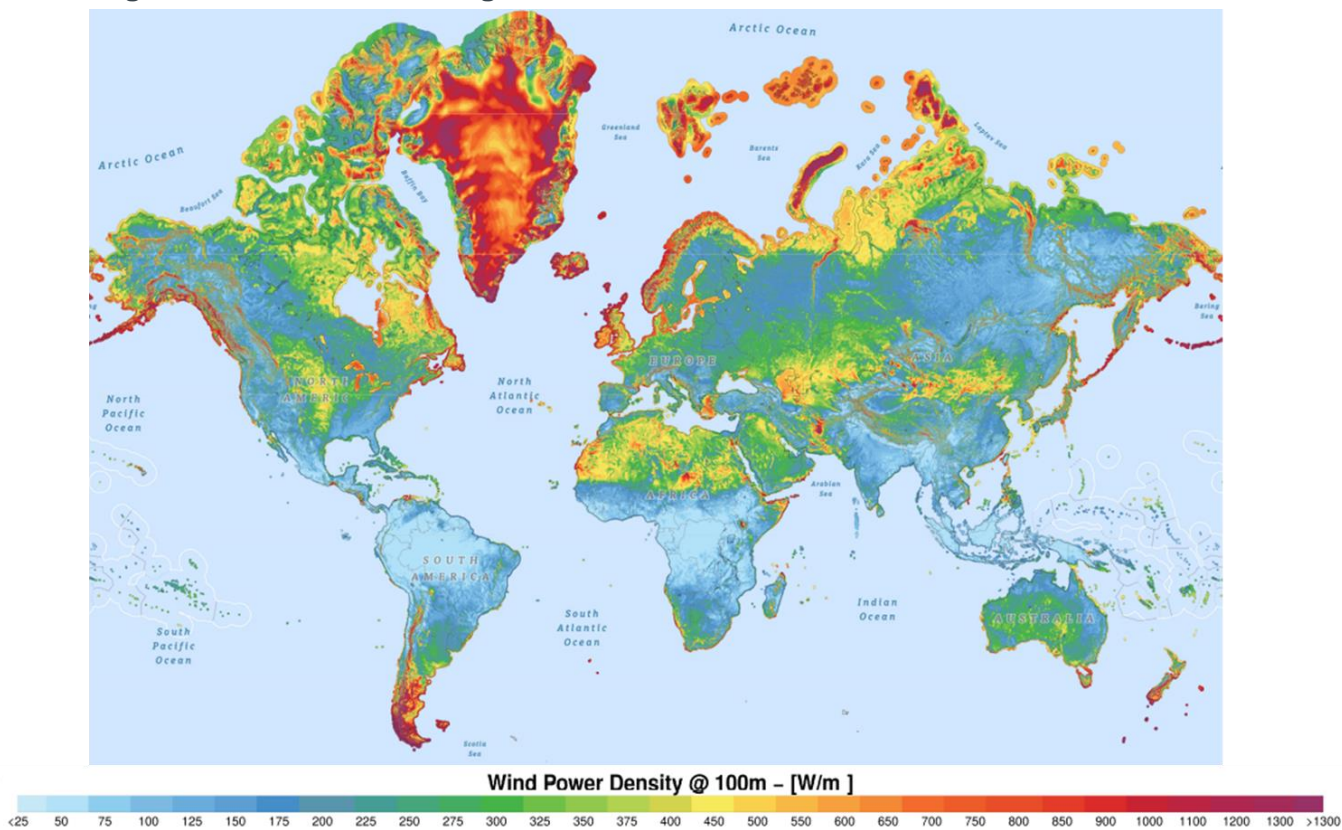 Arctic Ocean
Arctic Ocean
Greenland
Sea
Barents
Sea
Kara Sea
Laptev Sea
Beaufort Sea
Baffin Bay
Bering
Sea
EUROPE
ASIA
NORTH
AMERIC
North
Pacific
Ocean
North
Atlantic
Ocean
AFRICA
Arabian
Sea
SOUTH
AMERICA
South
Atlantic
Ocean
Indian
Ocean
AUSTRALIA
South
Pacific
Ocean
Scotia
Sea
Wind Power Density @ 100m – [W/m ]
<25 50 75 100 125 150 175 200 225 250 275 300 325 350 375 400 450 500 550 600 650 700 750 800 850 900 1000 1100 1200 1300 >1300